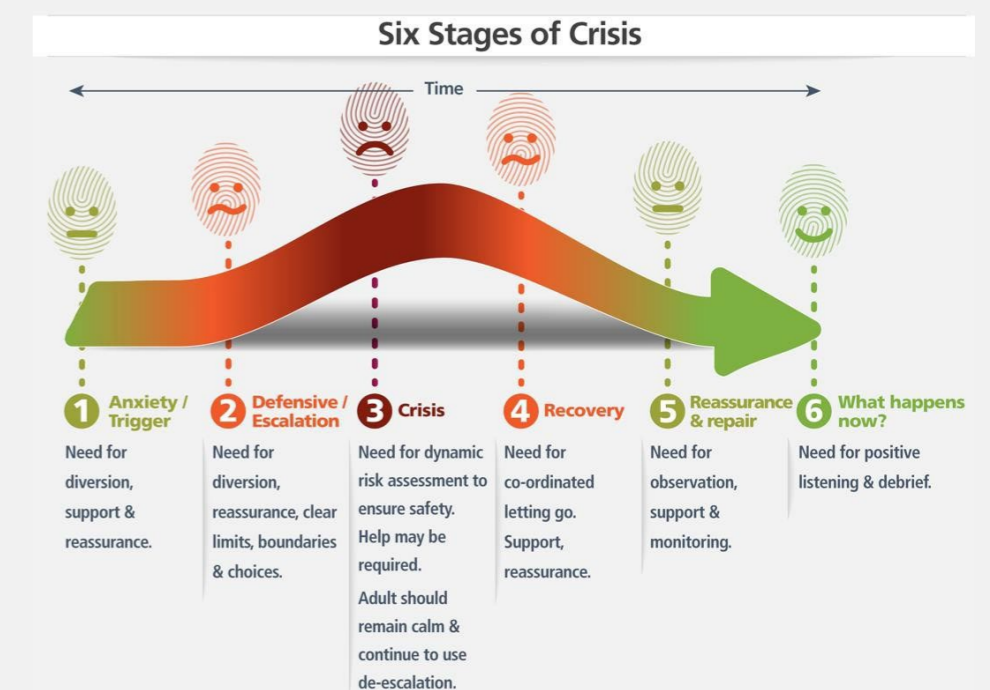 Six Stages of Crisis
Time
1 Anxiety /
Trigger
Need for
diversion,
support &
reassurance.
2 Defensive /
Escalation
Need for
diversion,
reassurance, clear
limits, boundaries
& choices.
3 Crisis
Need for dynamic
risk assessment to
ensure safety.
Help may be
required.
Adult should
remain calm &
continue to use
de-escalation.
4 Recovery
Need for
co-ordinated
letting go.
Support,
reassurance.
5 Reassurance
& repair
Need for
observation,
support &
monitoring.
6 What happens
now?
Need for positive
listening & debrief.